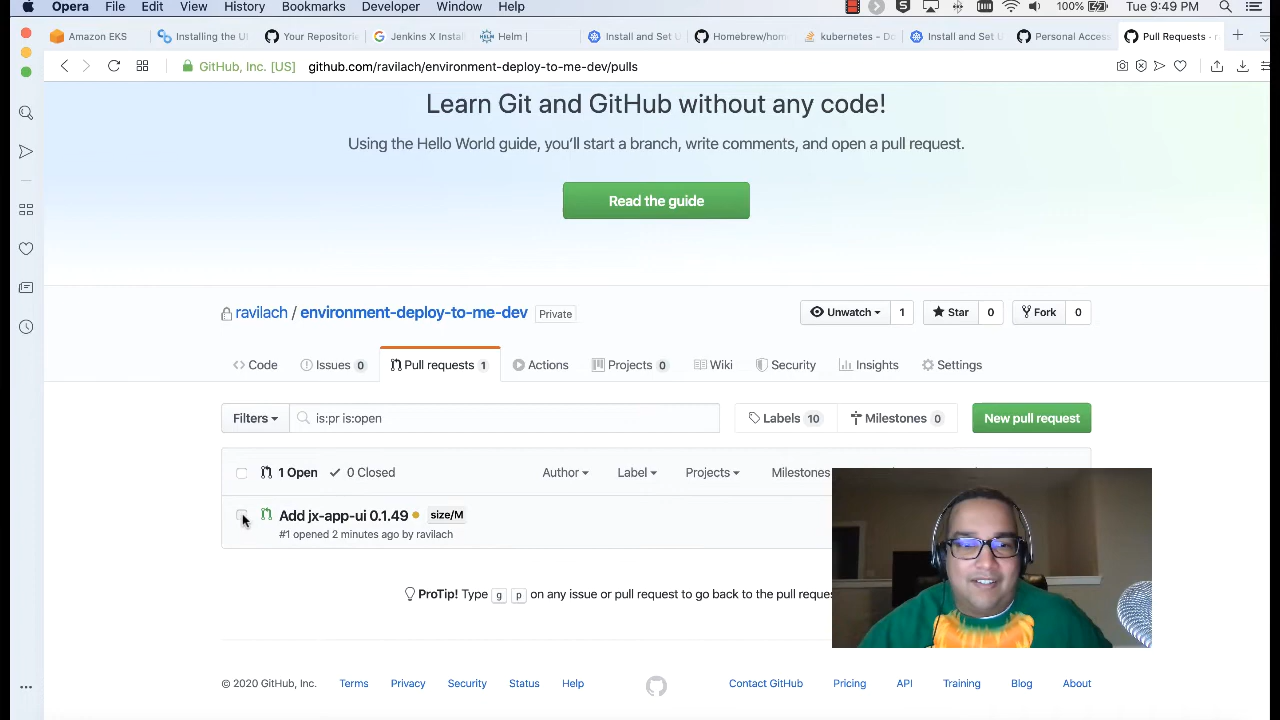 Opera File Edit View History Bookmarks Developer Window Help 100% Tue 9:49 PM
Amazon EKS Installing the UI Your Repositorie Jenkins X Install Helm | Install and Set U Homebrew/hom kubernetes – Do Install and Set U Personal Access Pull Requests · r
GitHub, Inc. [US] github.com/ravilach/environment-deploy-to-me-dev/pulls
Learn Git and GitHub without any code!
Using the Hello World guide, you’ll start a branch, write comments, and open a pull request.
Read the guide
ravilach / environment-deploy-to-me-dev Private Unwatch 1 Star 0 Fork 0
Code Issues 0 Pull requests 1 Actions Projects 0 Wiki Security Insights Settings
Filters is:pr is:open Labels 10 Milestones 0 New pull request
1 Open 0 Closed Author Label Projects Milestones
Add jx-app-ui 0.1.49 size/M
#1 opened 2 minutes ago by ravilach
ProTip! Type g p on any issue or pull request to go back to the pull reque
© 2020 GitHub, Inc. Terms Privacy Security Status Help Contact GitHub Pricing API Training Blog About